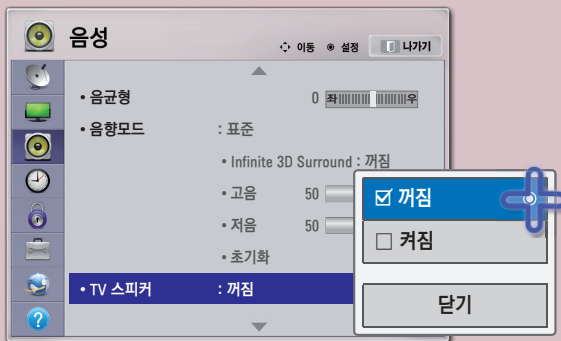 음성
이동 설정 나가기
• 음균형 0 좌 우
• 음향모드 : 표준
• Infinite 3D Surround : 꺼짐
• 고음 50
• 저음 50
• 초기화
• TV 스피커 : 꺼짐
꺼짐
켜짐
닫기